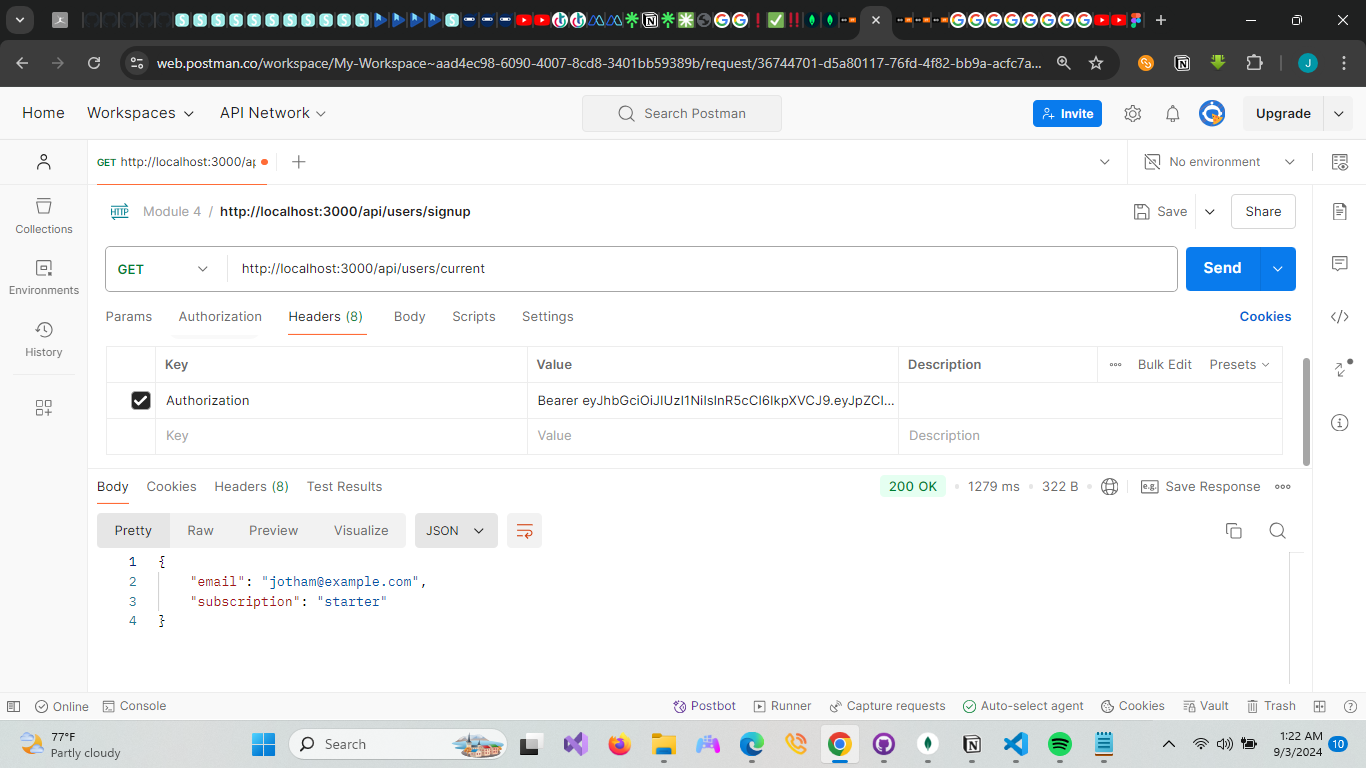 web.postman.co/workspace/My-Workspace~aad4ec98-6090-4007-8cd8-3401bb59389b/request/36744701-d5a80117-76fd-4f82-bb9a-acfc7a...
J
Home Workspaces API Network Search Postman Invite Upgrade
GET http://localhost:3000/ap No environment
HTTP Module 4 / http://localhost:3000/api/users/signup Save Share
Collections
GET http://localhost:3000/api/users/current Send
Environments
Params Authorization Headers (8) Body Scripts Settings Cookies
History
Key Value Description Bulk Edit Presets
Authorization Bearer eyJhbGciOiJIUzI1NiIsInR5cCI6IkpXVCJ9.eyJpZCI...
Key Value Description
Body Cookies Headers (8) Test Results 200 OK 1279 ms 322 B e.g. Save Response
Pretty Raw Preview Visualize JSON
1 {
2 "email": "jotham@example.com",
3 "subscription": "starter"
4 }
Online Console Postbot Runner Capture requests Auto-select agent Cookies Vault Trash
77°F
Partly cloudy
Search
1:22 AM
9/3/2024
10